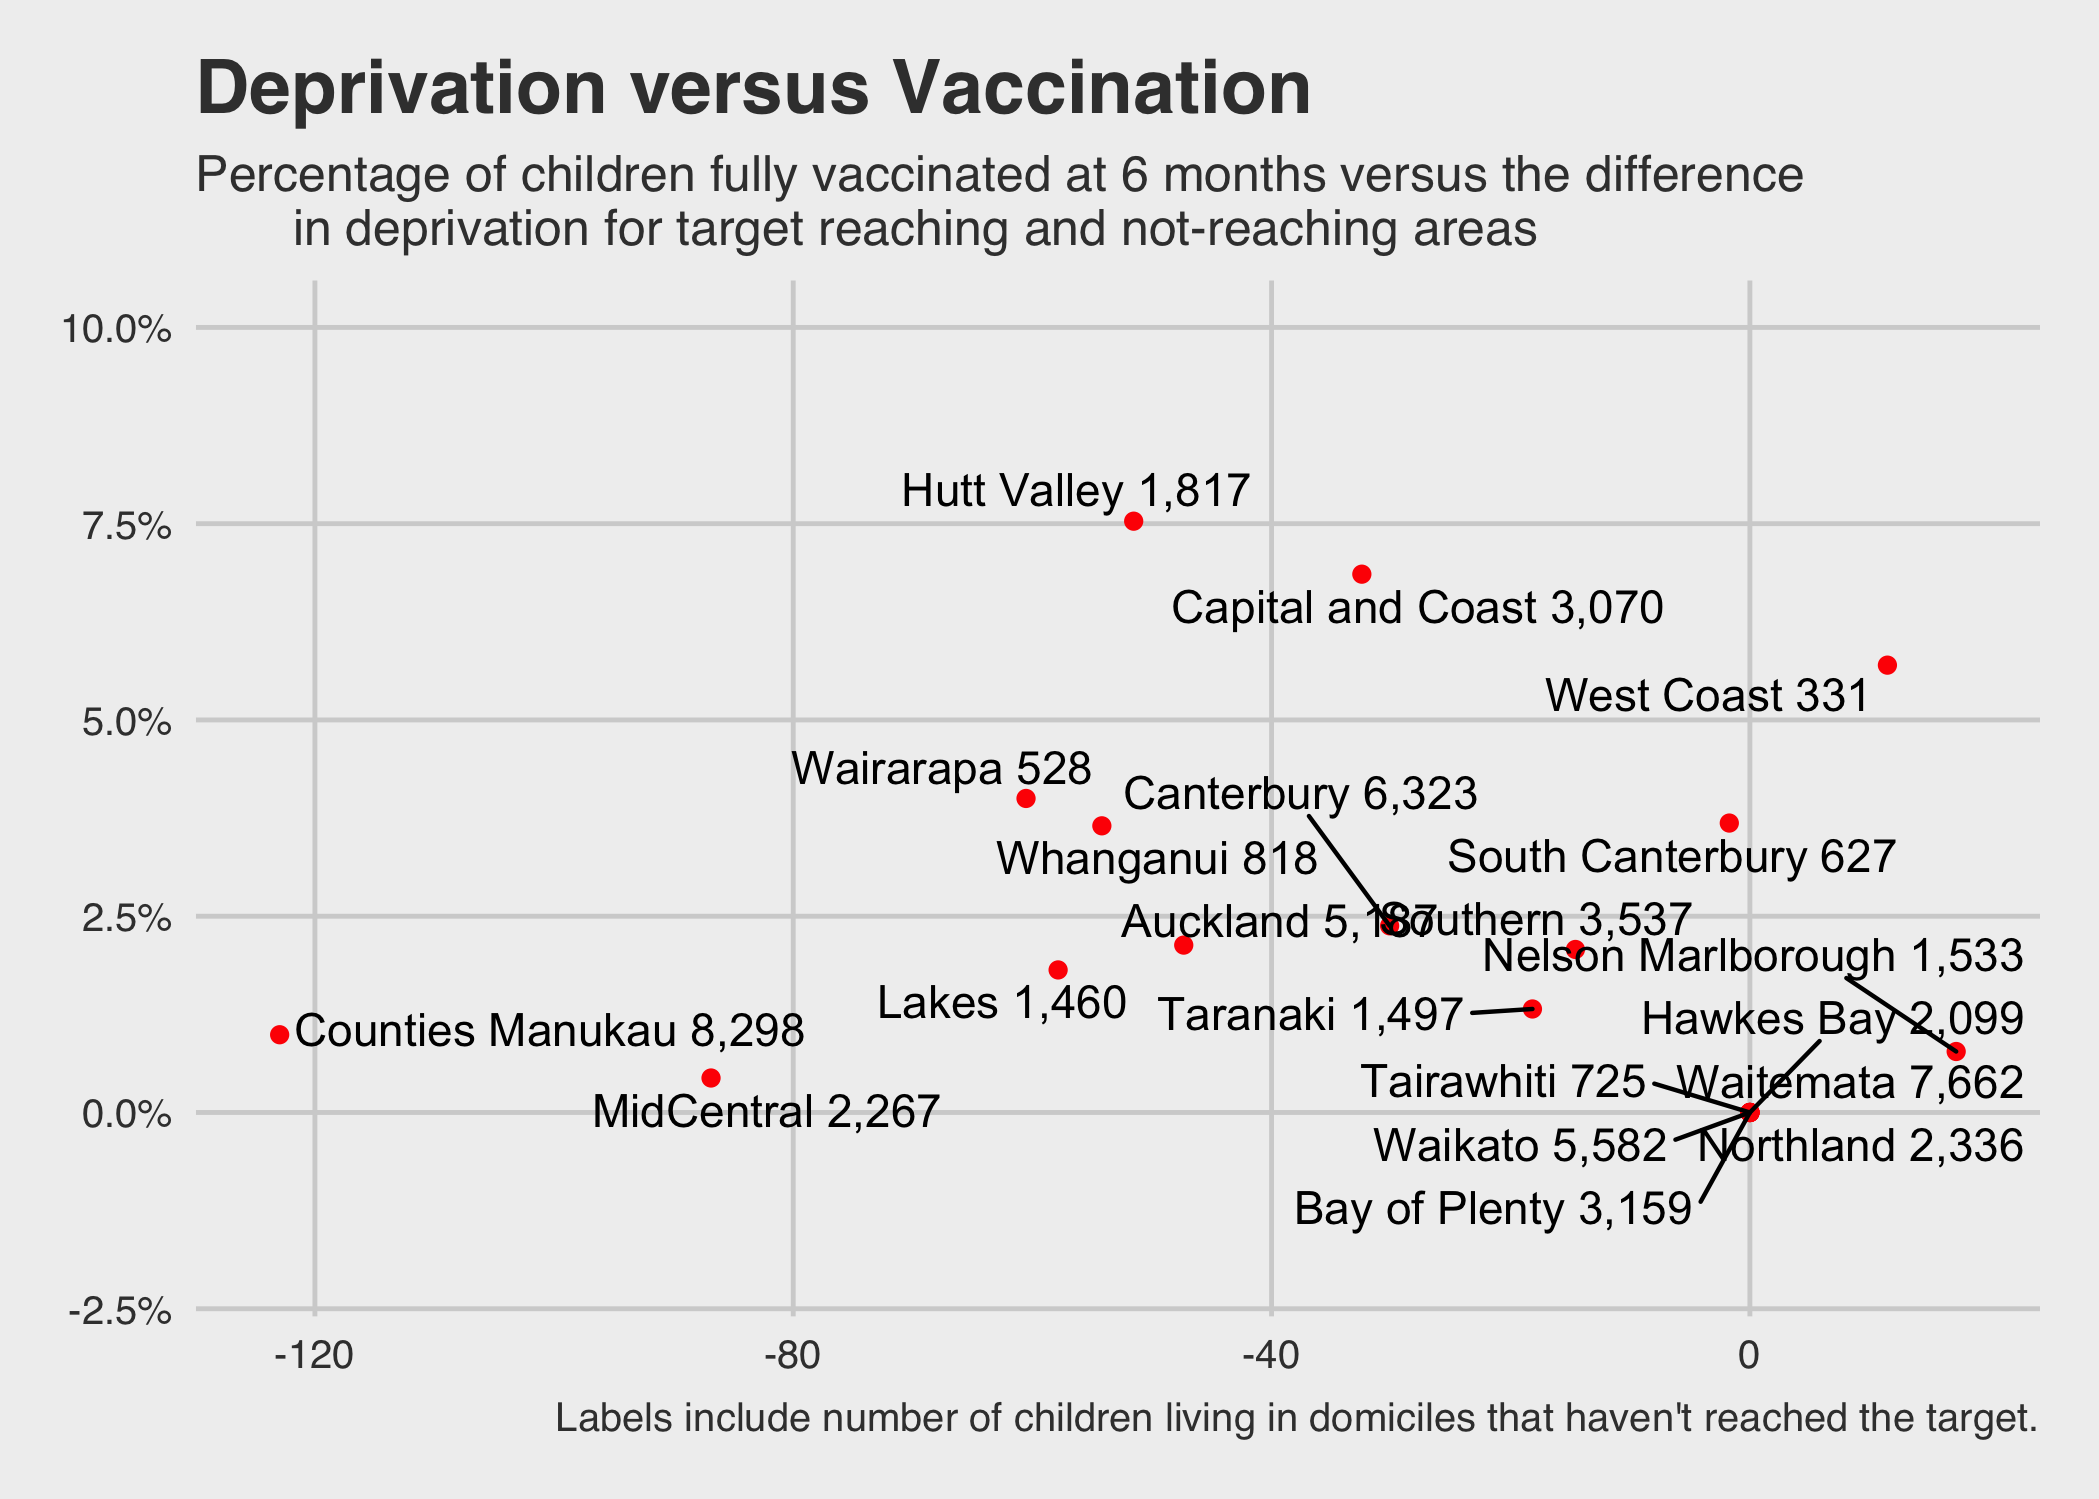 Deprivation versus Vaccination
Percentage of children fully vaccinated at 6 months versus the difference
in deprivation for target reaching and not-reaching areas
10.0%
7.5%
5.0%
2.5%
0.0%
-2.5%
Hutt Valley 1,817
Capital and Coast 3,070
West Coast 331
Wairarapa 528
Canterbury 6,323
Whanganui 818
South Canterbury 627
Auckland 5,187
Southern 3,537
Nelson Marlborough 1,533
Lakes 1,460
Taranaki 1,497
Hawkes Bay 2,099
Counties Manukau 8,298
MidCentral 2,267
Tairawhiti 725
Waitemata 7,662
Waikato 5,582
Northland 2,336
Bay of Plenty 3,159
-120
-80
-40
0
Labels include number of children living in domiciles that haven't reached the target.